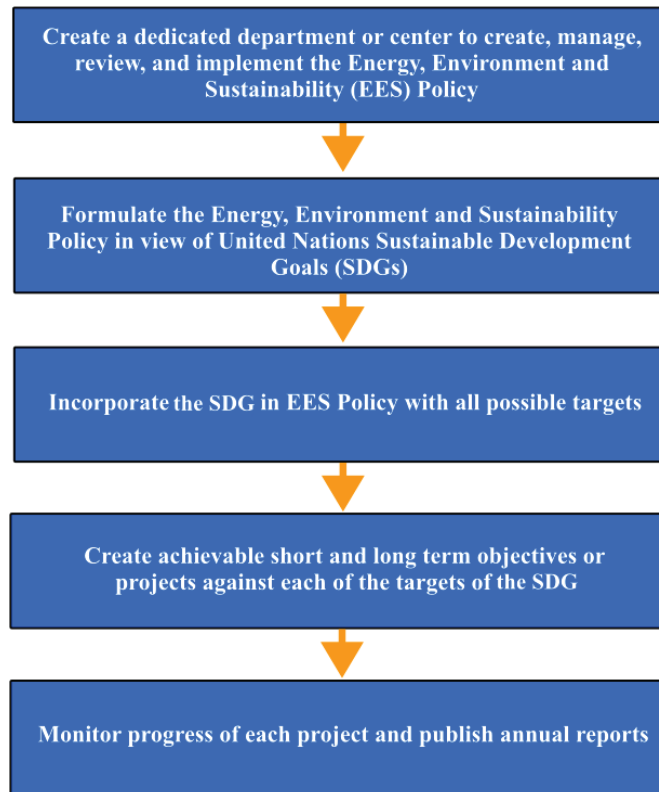 Create a dedicated department or center to create, manage,
review, and implement the Energy, Environment and
Sustainability (EES) Policy
Formulate the Energy, Environment and Sustainability
Policy in view of United Nations Sustainable Development
Goals (SDGs)
Incorporate the SDG in EES Policy with all possible targets
Create achievable short and long term objectives or
projects against each of the targets of the SDG
Monitor progress of each project and publish annual reports